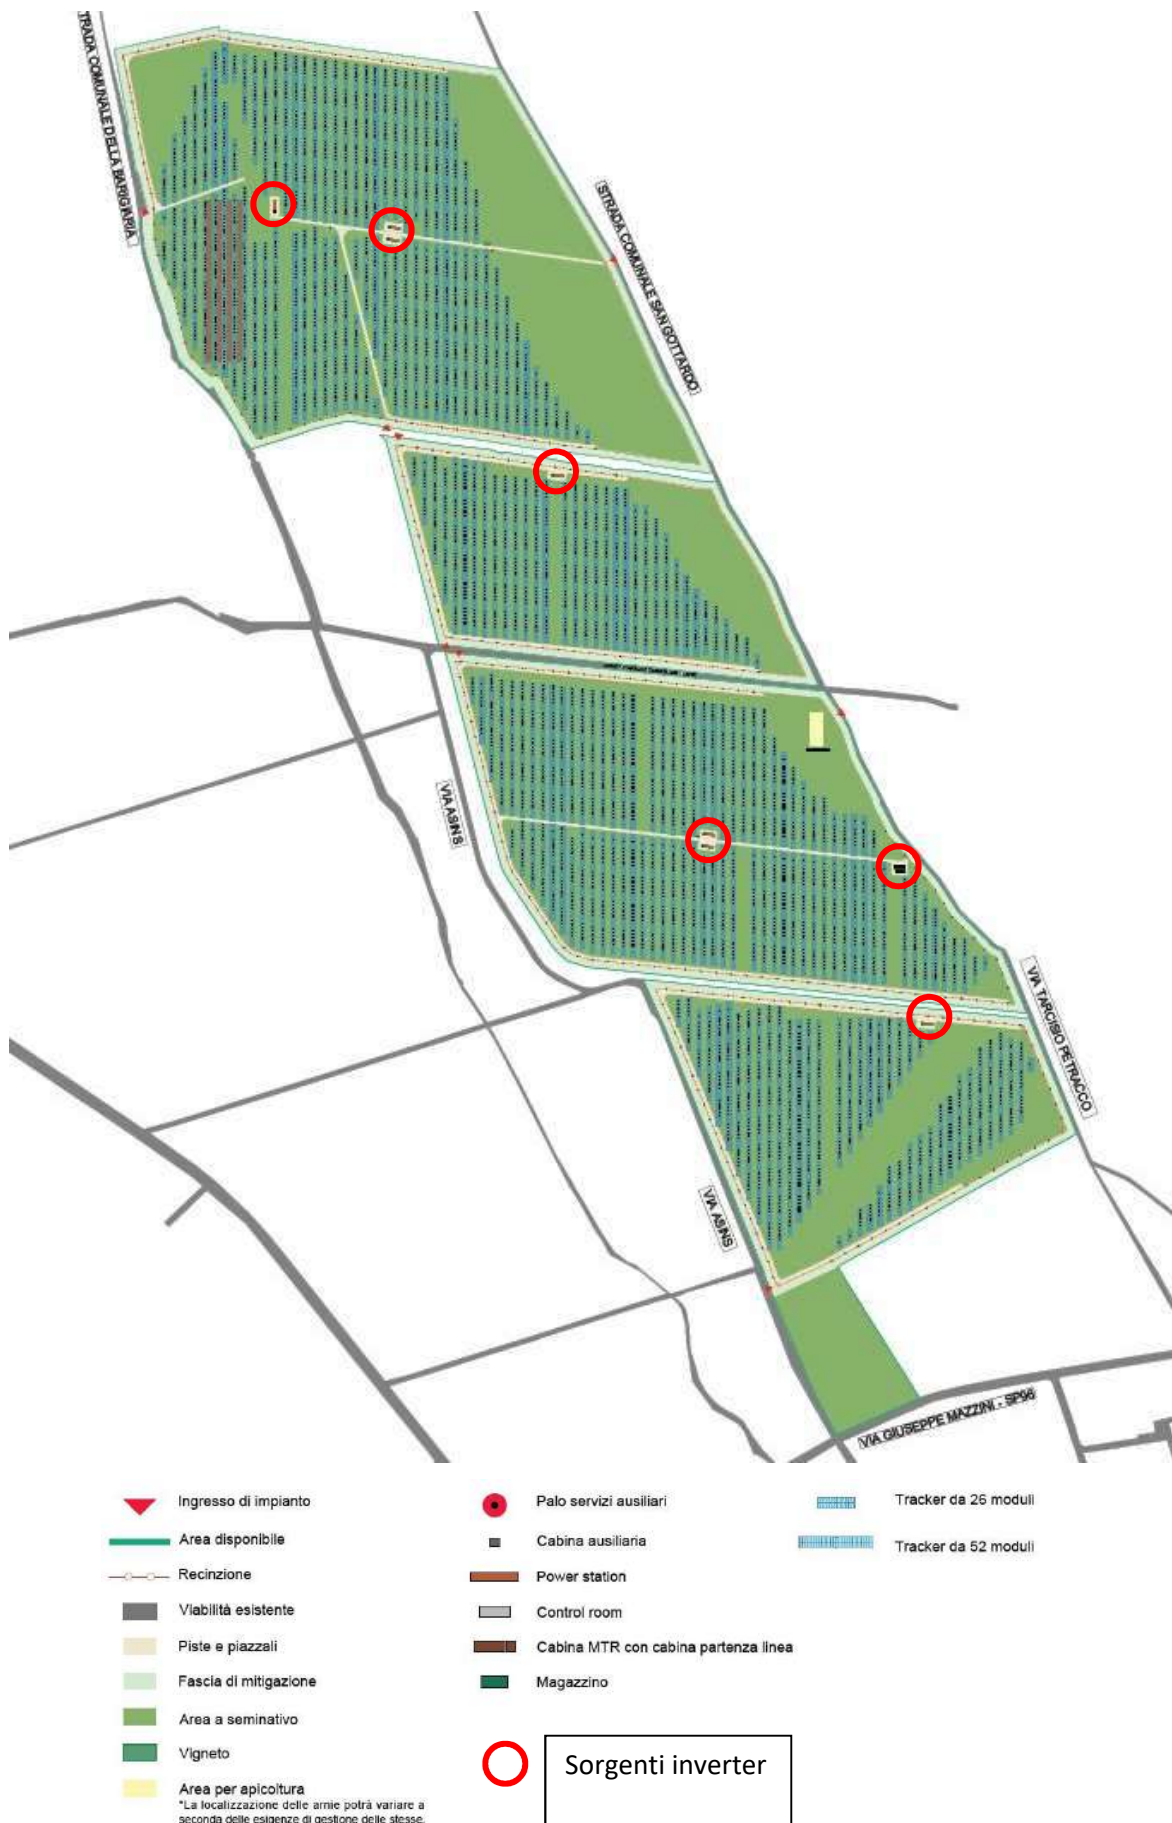 STRADA COMUNALE DELLA BARIGIARIA
STRADA COMUNALE SAN GOTTARDO
VIA ASINS
VIA TARCISIO PETRACCO
VIA ASINS
VIA GIUSEPPE MAZZINI - SP96
Ingresso di impianto
Area disponibile
Recinzione
Viabilità esistente
Piste e piazzali
Fascia di mitigazione
Area a seminativo
Vigneto
Area per apicoltura
*La localizzazione delle arnie potrà variare a
seconda delle esigenze di gestione delle stesse.
Palo servizi ausiliari
Cabina ausiliaria
Power station
Control room
Cabina MTR con cabina partenza linea
Magazzino
Sorgenti inverter
Tracker da 26 moduli
Tracker da 52 moduli